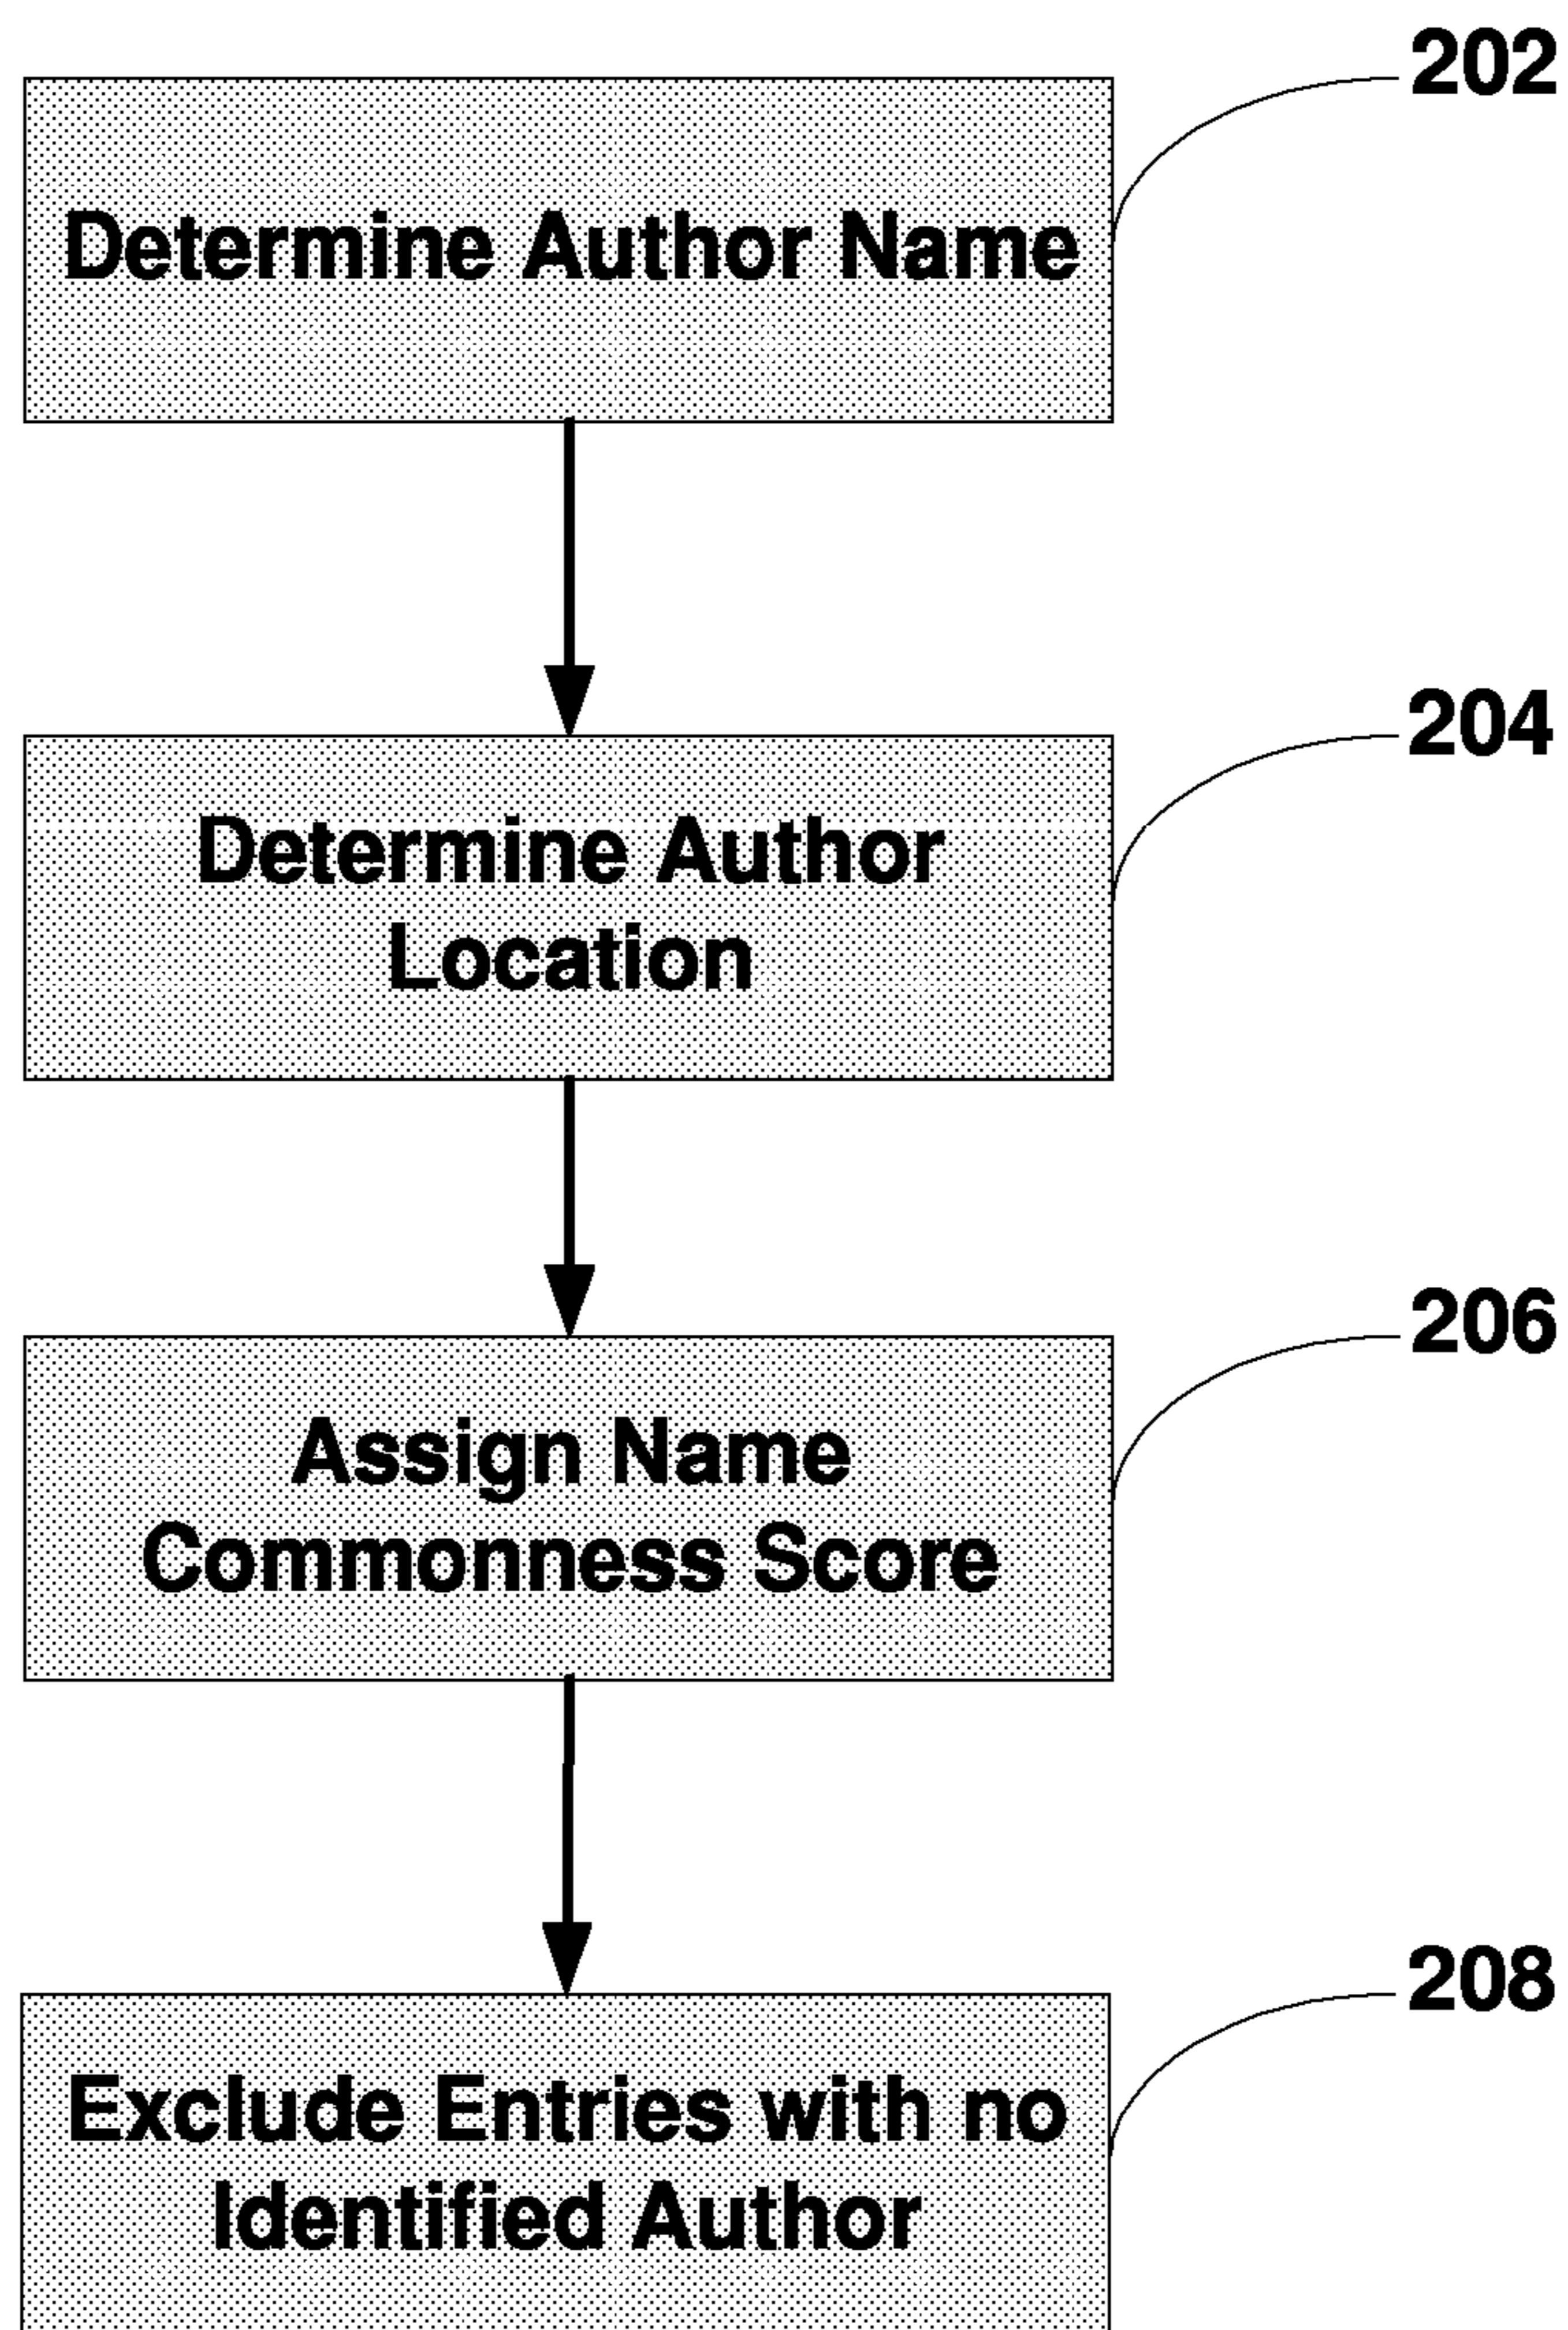 202
Determine Author Name
204
Determine Author
Location
206
Assign Name
Commonness Score
208
Exclude Entries with no
Identified Author